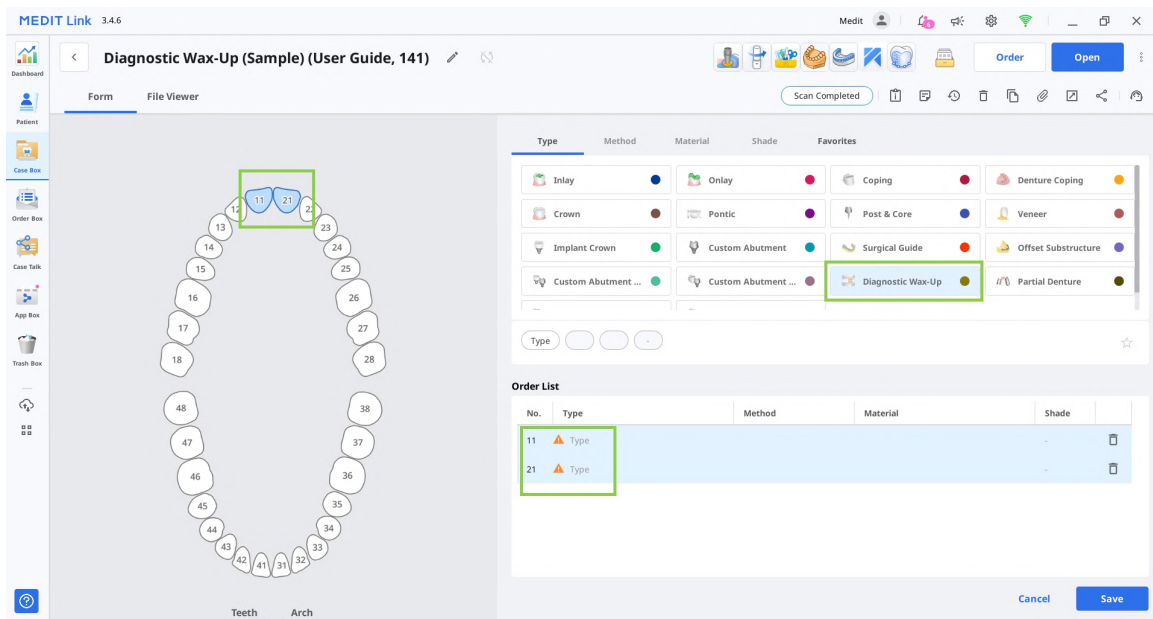 MEDIT Link 3.4.6
Medit
Dashboard
Diagnostic Wax-Up (Sample) (User Guide, 141)
Order
Open
Patient
Form
File Viewer
Scan Completed
Case Box
Type
Method
Material
Shade
Favorites
Inlay
Onlay
Coping
Denture Coping
Crown
Pontic
Post & Core
Veneer
Implant Crown
Custom Abutment
Surgical Guide
Offset Substructure
Custom Abutment ...
Custom Abutment ...
Diagnostic Wax-Up
Partial Denture
Type
-
Order Box
Case Talk
App Box
Trash Box
11 21
12
13 23
14 24
15 25
16 26
17 27
18 28
48 38
47 37
46 36
45 35
44 34
43 33
42 41 31 32
Teeth Arch
Order List
No. Type Method Material Shade
11 Type -
21 Type -
Cancel
Save